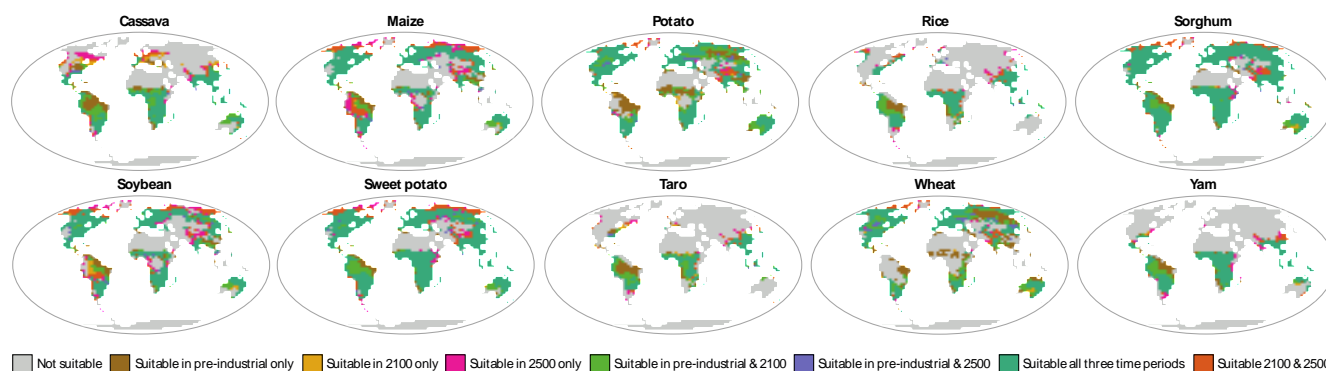 Cassava Maize Potato Rice Sorghum
Soybean Sweet potato Taro Wheat Yam
Not suitable Suitable in pre-industrial only Suitable in 2100 only Suitable in 2500 only Suitable in pre-industrial & 2100 Suitable in pre-industrial & 2500 Suitable all three time periods Suitable 2100 & 2500